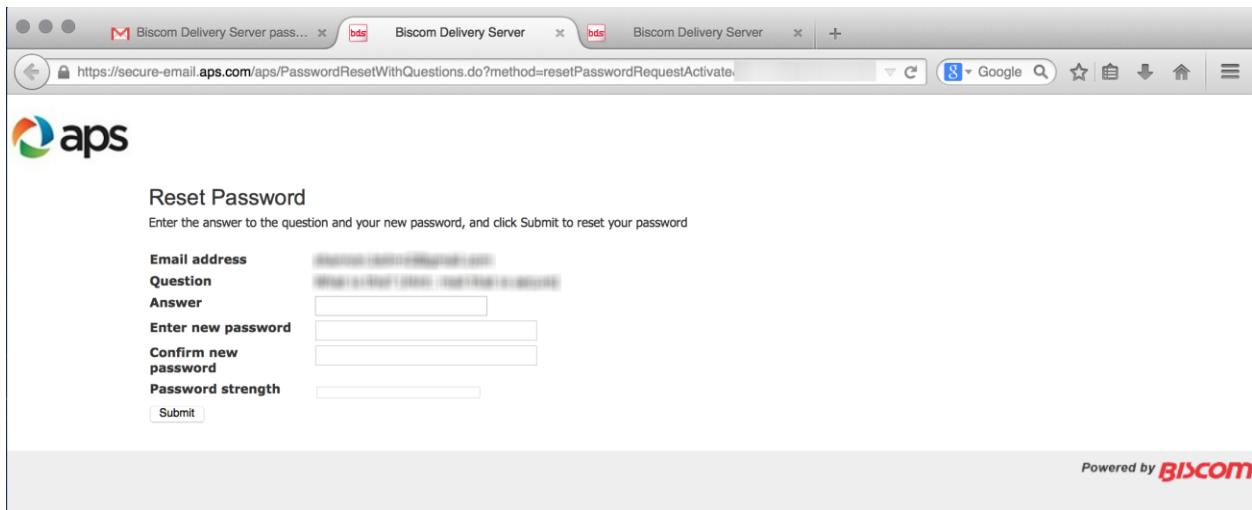 Biscom Delivery Server pass...
bds
Biscom Delivery Server
bds
Biscom Delivery Server
https://secure-email.aps.com/aps/PasswordResetWithQuestions.do?method=resetPasswordRequestActivate
8
Google
aps
Reset Password
Enter the answer to the question and your new password, and click Submit to reset your password
Email address
Question
Answer
Enter new password
Confirm new
password
Password strength
Submit
Powered by BISCOM